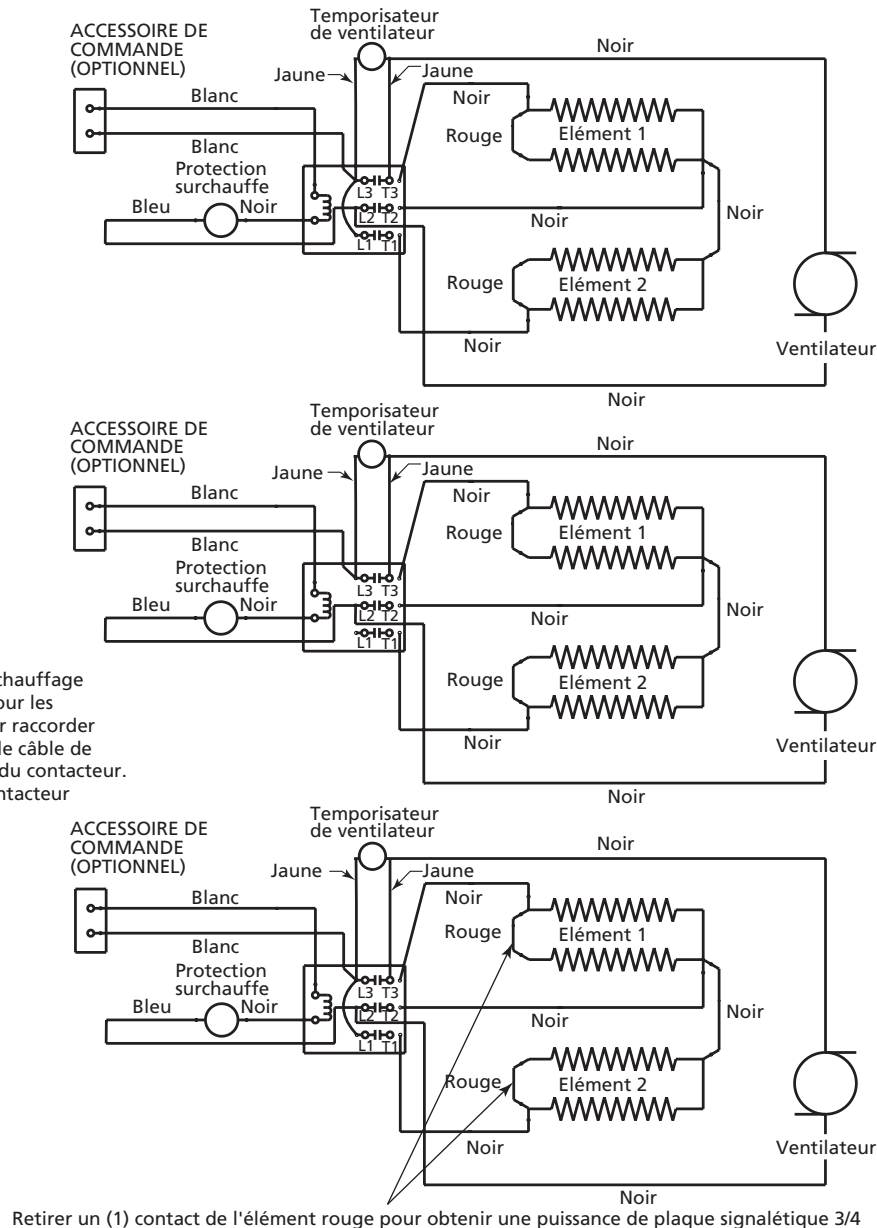 Temporisateur
de ventilateur
ACCESSOIRE DE
COMMANDE
(OPTIONNEL)
Noir
Jaune
Jaune
Blanc
Noir
Rouge
Elément 1
Blanc
Protection
surchauffe
Bleu
Noir
L3 T3
L2 T2
L1 T1
Noir
Noir
Rouge
Elément 2
Noir
Ventilateur
Noir
Temporisateur
de ventilateur
ACCESSOIRE DE
COMMANDE
(OPTIONNEL)
Noir
Jaune
Jaune
Blanc
Noir
Rouge
Elément 1
Blanc
Protection
surchauffe
Bleu
Noir
L3 T3
L2 T2
L1 T1
Noir
Noir
Rouge
Elément 2
Noir
Ventilateur
Noir
chauffage
our les
r raccorder
le câble de
du contacteur.
ntacteur
Temporisateur
de ventilateur
ACCESSOIRE DE
COMMANDE
(OPTIONNEL)
Noir
Jaune
Jaune
Blanc
Noir
Rouge
Elément 1
Blanc
Protection
surchauffe
Bleu
Noir
L3 T3
L2 T2
L1 T1
Noir
Noir
Rouge
Elément 2
Noir
Ventilateur
Noir
Retirer un (1) contact de l'élément rouge pour obtenir une puissance de plaque signalétique 3/4